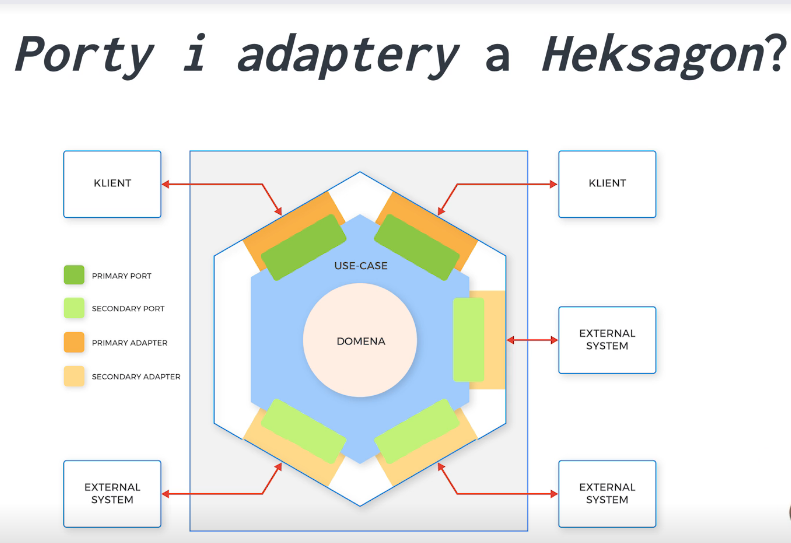 Porty i adaptery a Heksagon?
KLIENT
KLIENT
USE-CASE
PRIMARY PORT
SECONDARY PORT
EXTERNAL
SYSTEM
DOMENA
PRIMARY ADAPTER
SECONDARY ADAPTER
EXTERNAL
SYSTEM
EXTERNAL
SYSTEM